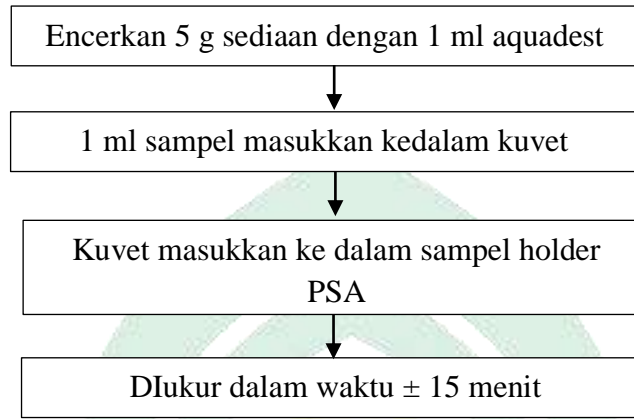 Encerkan 5 g sediaan dengan 1 ml aquadest
1 ml sampel masukkan kedalam kuvet
Kuvet masukkan ke dalam sampel holder
PSA
DIukur dalam waktu ± 15 menit